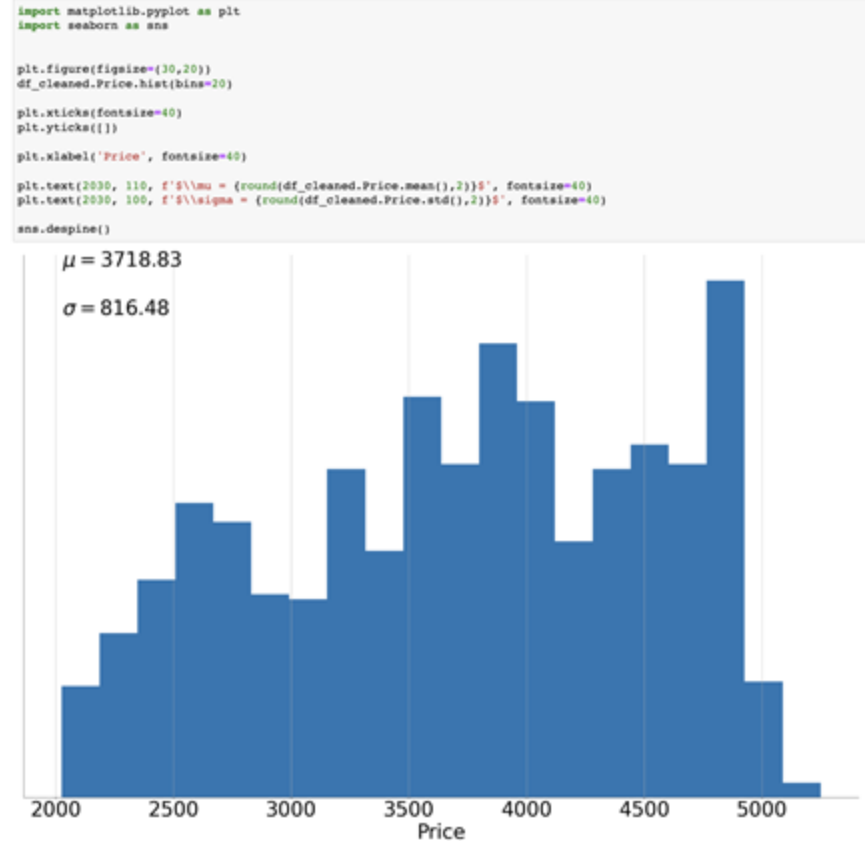 import matplotlib.pyplot as plt
import seaborn as sns
plt.figure(figsize=(30,20))
df_cleaned.Price.hist(bins=20)
plt.xticks(fontsize=40)
plt.yticks([])
plt.xlabel('Price', fontsize=40)
plt.text(2030, 110, f'$\\mu = {round(df_cleaned.Price.mean(),2)}$', fontsize=40)
plt.text(2030, 100, f'$\\sigma = {round(df_cleaned.Price.std(),2)}$', fontsize=40)
sns.despine()
μ = 3718.83
σ = 816.48
2000 2500 3000 3500 4000 4500 5000
Price